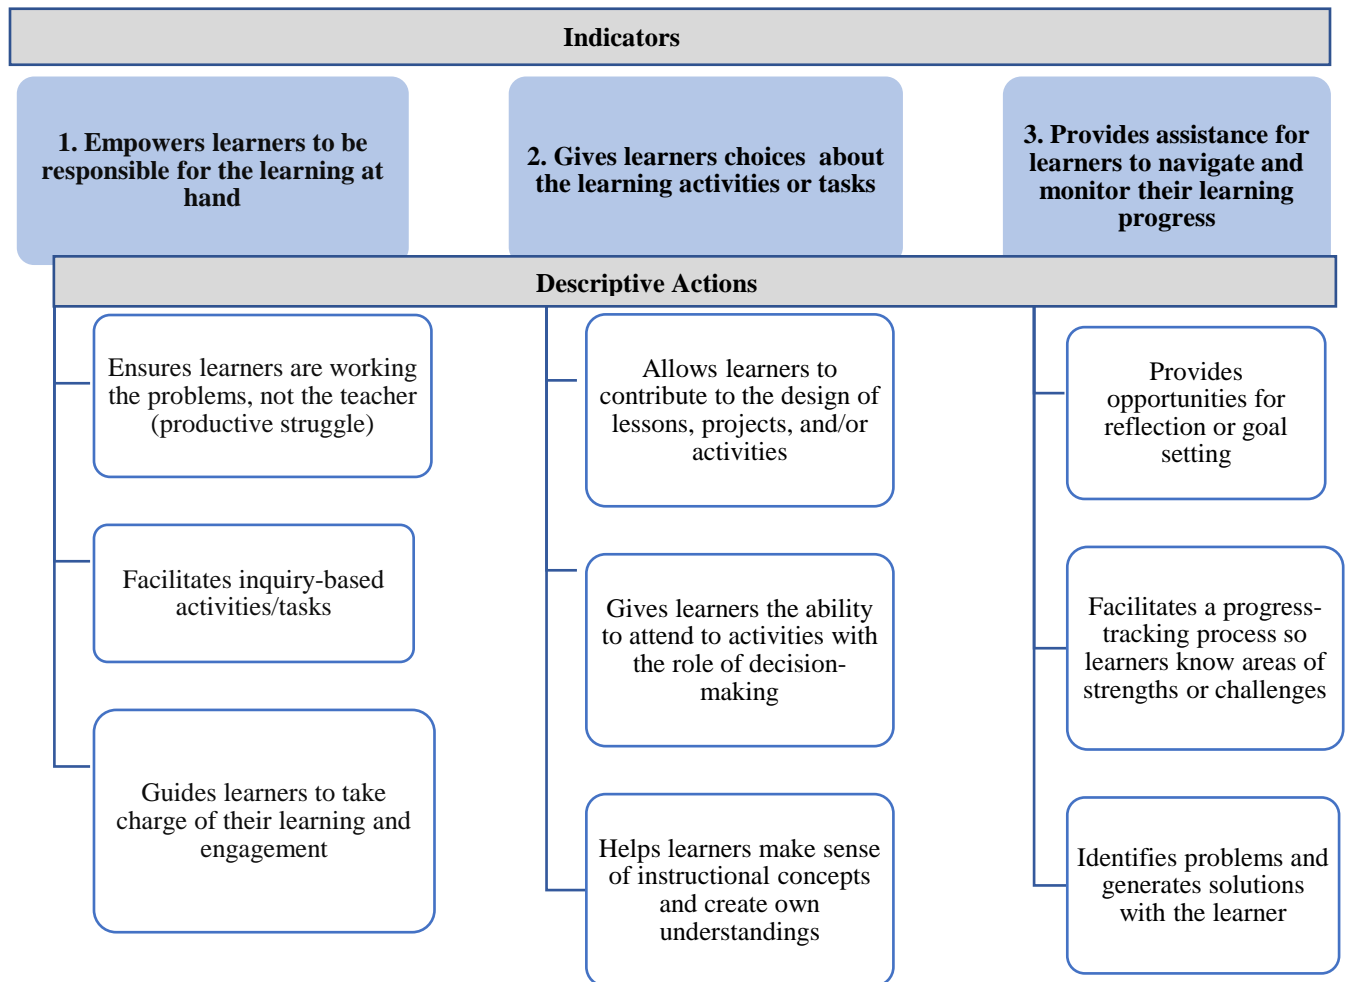 Indicators
1. Empowers learners to be
responsible for the learning at
hand
2. Gives learners choices about
the learning activities or tasks
3. Provides assistance for
learners to navigate and
monitor their learning
progress
Descriptive Actions
Ensures learners are working
the problems, not the teacher
(productive struggle)
Facilitates inquiry-based
activities/tasks
Guides learners to take
charge of their learning and
engagement
Allows learners to
contribute to the design of
lessons, projects, and/or
activities
Gives learners the ability
to attend to activities with
the role of decision-
making
Helps learners make sense
of instructional concepts
and create own
understandings
Provides
opportunities for
reflection or goal
setting
Facilitates a progress-
tracking process so
learners know areas of
strengths or challenges
Identifies problems and
generates solutions
with the learner